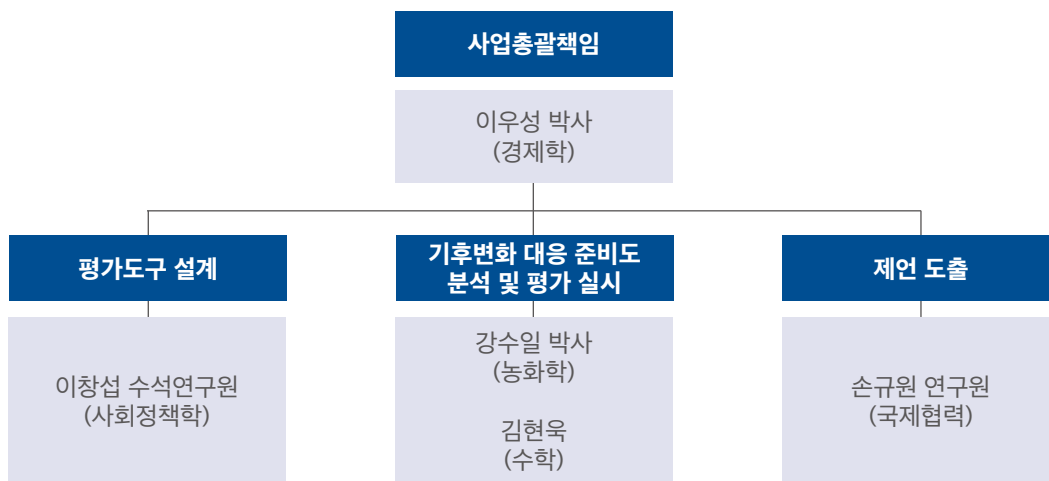 사업총괄책임
이우성 박사
(경제학)
평가도구 설계
이창섭 수석연구원
(사회정책학)
기후변화 대응 준비도
분석 및 평가 실시
강수일 박사
(농화학)
김현욱
(수학)
제언 도출
손규원 연구원
(국제협력)